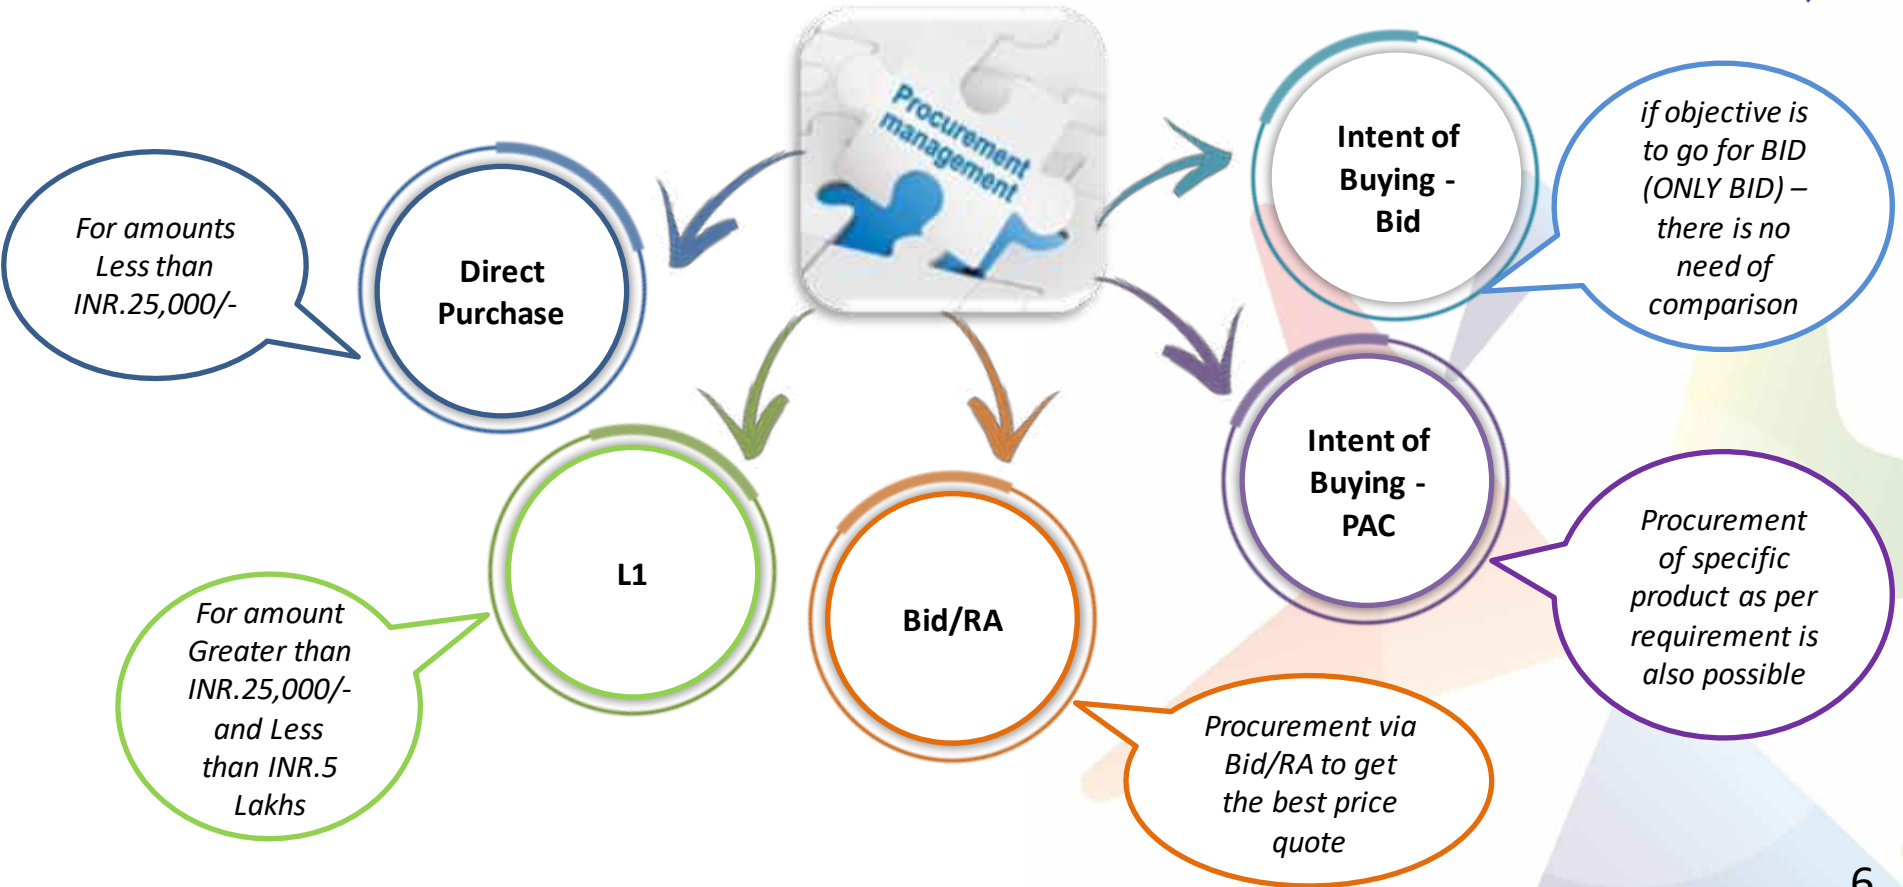 Procurement
management
For amounts
Less than
INR.25,000/-
Direct
Purchase
For amount
Greater than
INR.25,000/-
and Less
than INR.5
Lakhs
L1
Bid/RA
Procurement via
Bid/RA to get
the best price
quote
Intent of
Buying -
Bid
if objective is
to go for BID
(ONLY BID) –
there is no
need of
comparison
Intent of
Buying -
PAC
Procurement
of specific
product as per
requirement is
also possible
6